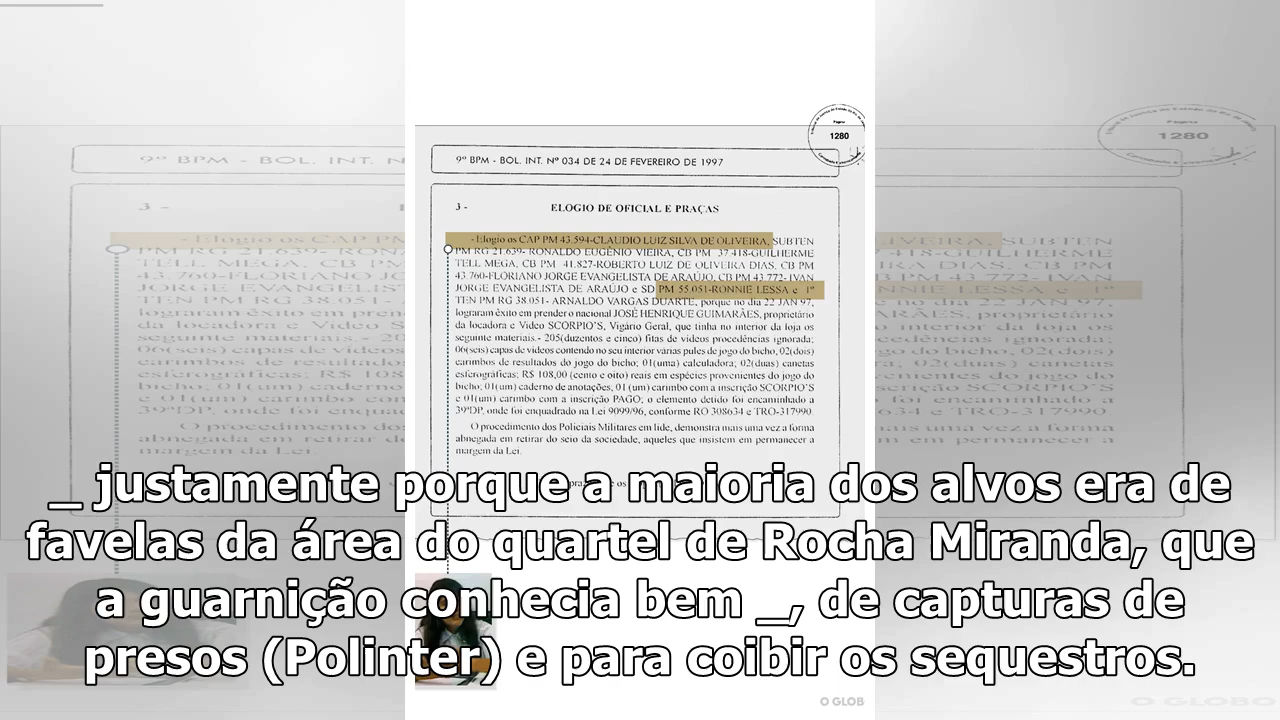 1280
9º BPM - BOL. INT. Nº 034 DE 24 DE FEVEREIRO DE 1997
3 - ELOGIO DE OFICIAL E PRAÇAS
- Elogio os CAP PM 43.594-CLAUDIO LUIZ SILVA DE OLIVEIRA, SUBTEN
PM RG 21.639- RONALDO EUGÊNIO VIEIRA, CB PM 37.418-GUILHERME
TELL MEGA, CB PM 41.827-ROBERTO LUIZ DE OLIVEIRA DIAS, CB PM
43.760-FLORIANO JORGE EVANGELISTA DE ARAÚJO, CB PM 43.772- IVAN
JORGE EVANGELISTA DE ARAÚJO e SD PM 55.051-RONNIE LESSA e 1º
TEN PM RG 38.051- ARNALDO VARGAS DUARTE, porque no dia 22 JAN 97,
lograram êxito em prender o nacional JOSÉ HENRIQUE GUIMARÃES, proprietário
da locadora e Video SCORPIO'S, Vigário Geral, que tinha no interior da loja os
seguinte materiais.- 205(duzentos e cinco) fitas de vídeos procedências ignorada;
06(seis) capas de vídeos contendo no seu interior varias pules de jogo do bicho; 02(dois)
carimbos de resultados do jogo do bicho; 01(uma) calculadora; 02(duas) canetas
esferográficas; R$ 108,00 (cento e oito) reais em espécies provenientes do jogo do
bicho; 01(um) caderno de anotações, 01 (um) carimbo com a inscrição SCORPIO'S
e 01(um) carimbo com a inscrição PAGO; o elemento detido foi encaminhado a
39ªDP, onde foi enquadrado na Lei 9099/96, conforme RO 308634 e TRO-317990.
O procedimento dos Policiais Militares em lide, demonstra mais uma vez a forma
abnegada em retirar do seio da sociedade, aqueles que insistem em permanecer a
margem da Lei.
_ justamente porque a maioria dos alvos era de
favelas da área do quartel de Rocha Miranda, que
a guarnição conhecia bem _, de capturas de
presos (Polinter) e para coibir os sequestros.
O GLOB